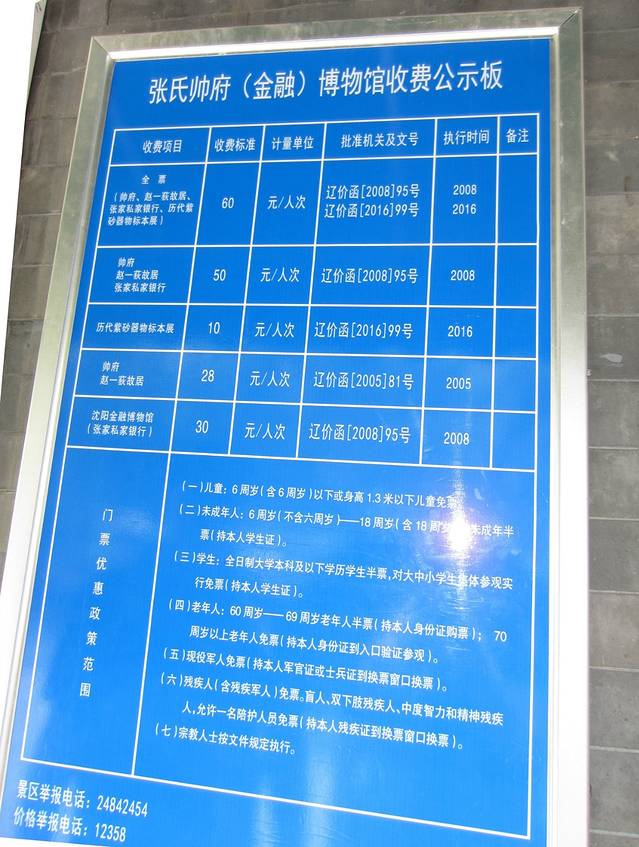 张氏帅府（金融）博物馆收费公示板
收费项目 收费标准 计量单位 批准机关及文号 执行时间 备注
全 票
（帅府、赵一荻故居、
张家私家银行、历代紫
砂器物标本展）
60 元/人次
辽价函[2008]95号 2008
辽价函[2016]99号 2016
帅府
赵一荻故居
张家私家银行
50 元/人次 辽价函[2008]95号 2008
历代紫砂器物标本展 10 元/人次 辽价函[2016]99号 2016
帅府
赵一荻故居
28 元/人次 辽价函[2005]81号 2005
沈阳金融博物馆
（张家私家银行）
30 元/人次 辽价函[2008]95号 2008
门票优惠政策范围
（一）儿童：6周岁（含6周岁）以下或身高1.3米以下儿童免票
（二）未成年人：6周岁（不含六周岁）——18周岁（含18周 未成年半
票（持本人学生证）。
（三）学生：全日制大学本科及以下学历学生半票，对大中小学生集体参观实
行免票（持本人学生证）。
（四）老年人：60周岁——69周岁老年人半票（持本人身份证购票）；70
周岁以上老年人免票（持本人身份证到入口验证参观）。
（五）现役军人免票（持本人军官证或士兵证到换票窗口换票）。
（六）残疾人（含残疾军人）免票。盲人、双下肢残疾人、中度智力和精神残疾
人，允许一名陪护人员免票（持本人残疾证到换票窗口换票）。
（七）宗教人士按文件规定执行。
景区举报电话：24842454
价格举报电话：12358